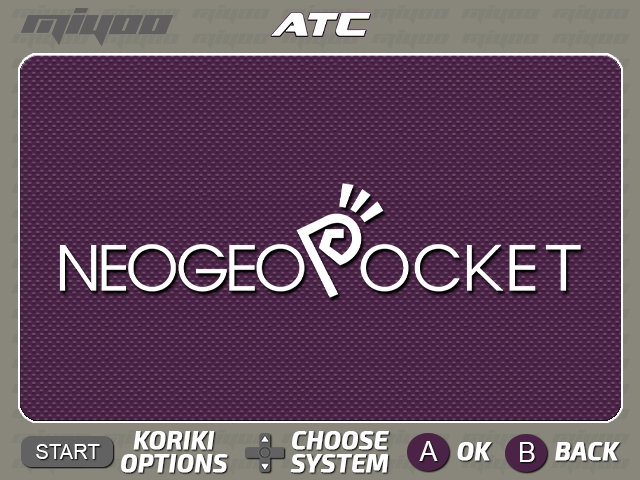 miyoo
ATC
NEOGEOPOCKET
START
KORIKI
OPTIONS
CHOOSE
SYSTEM
A
OK
B
BACK